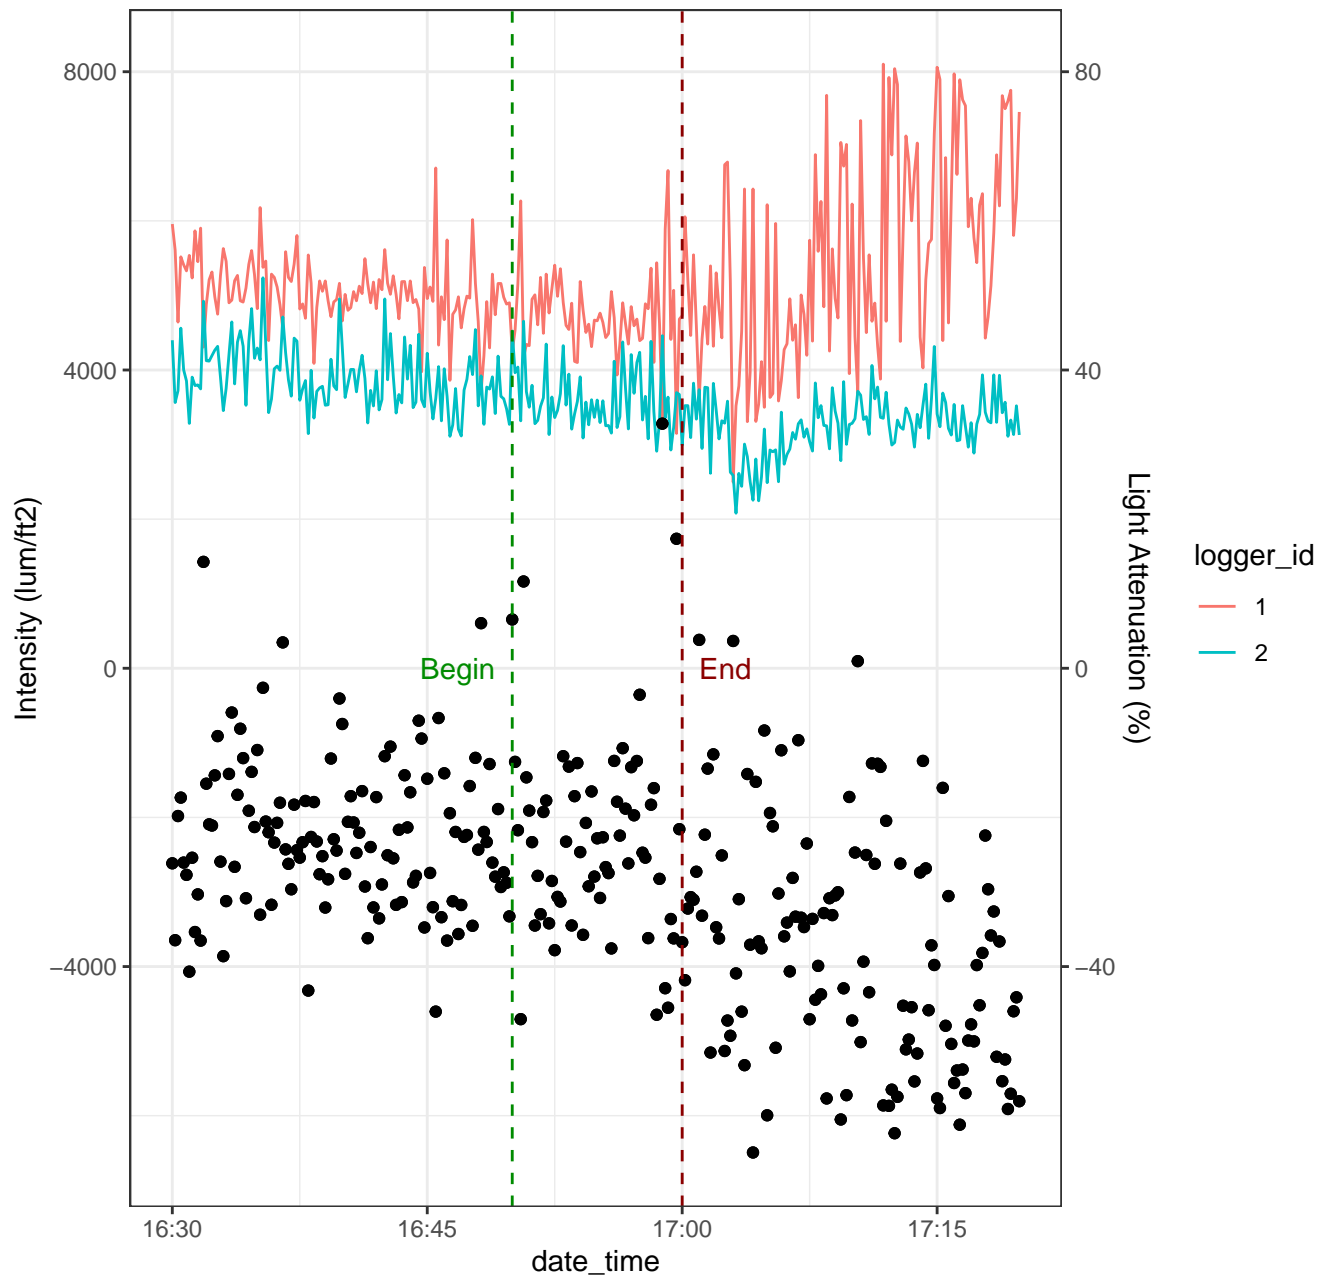 8000
4000
0
−4000
80
40
0
−40
Intensity (lum/ft2)
Light Attenuation (%)
Begin
End
16:30
16:45
17:00
17:15
date_time
logger_id
1
2